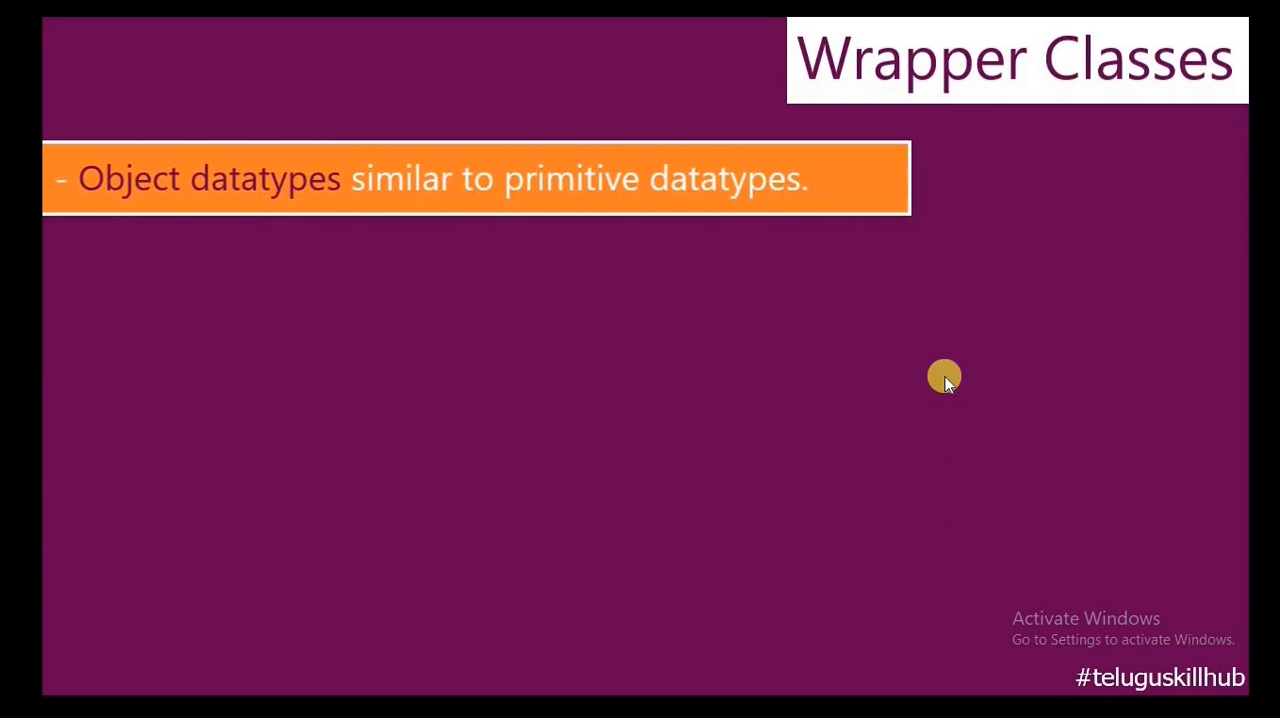 Wrapper Classes
- Object datatypes similar to primitive datatypes.
Activate Windows
Go to Settings to activate Windows.
#teluguskillhub